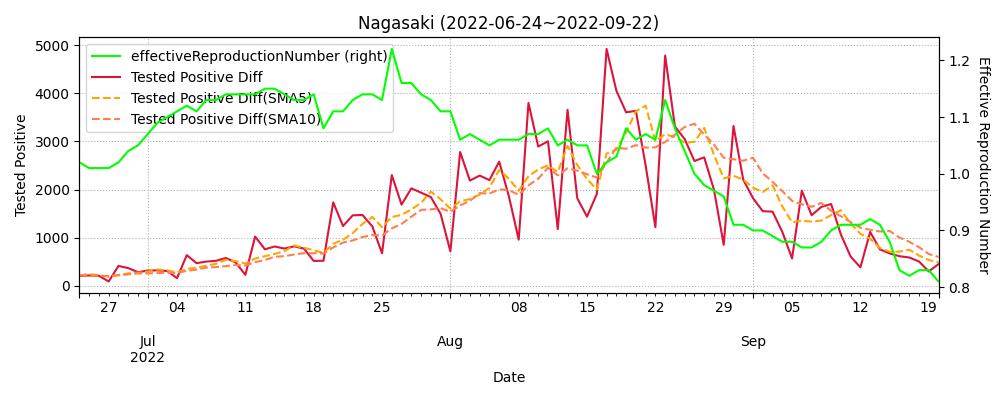 Nagasaki (2022-06-24~2022-09-22)
effectiveReproductionNumber (right)
Tested Positive Diff
Tested Positive Diff(SMA5)
Tested Positive Diff(SMA10)
Tested Positive
5000
4000
3000
2000
1000
0
1.2
1.1
1.0
0.9
0.8
Effective Reproduction Number
27 04 11 18 25 08 15 22 29 05 12 19
Jul Aug Sep
2022
Date